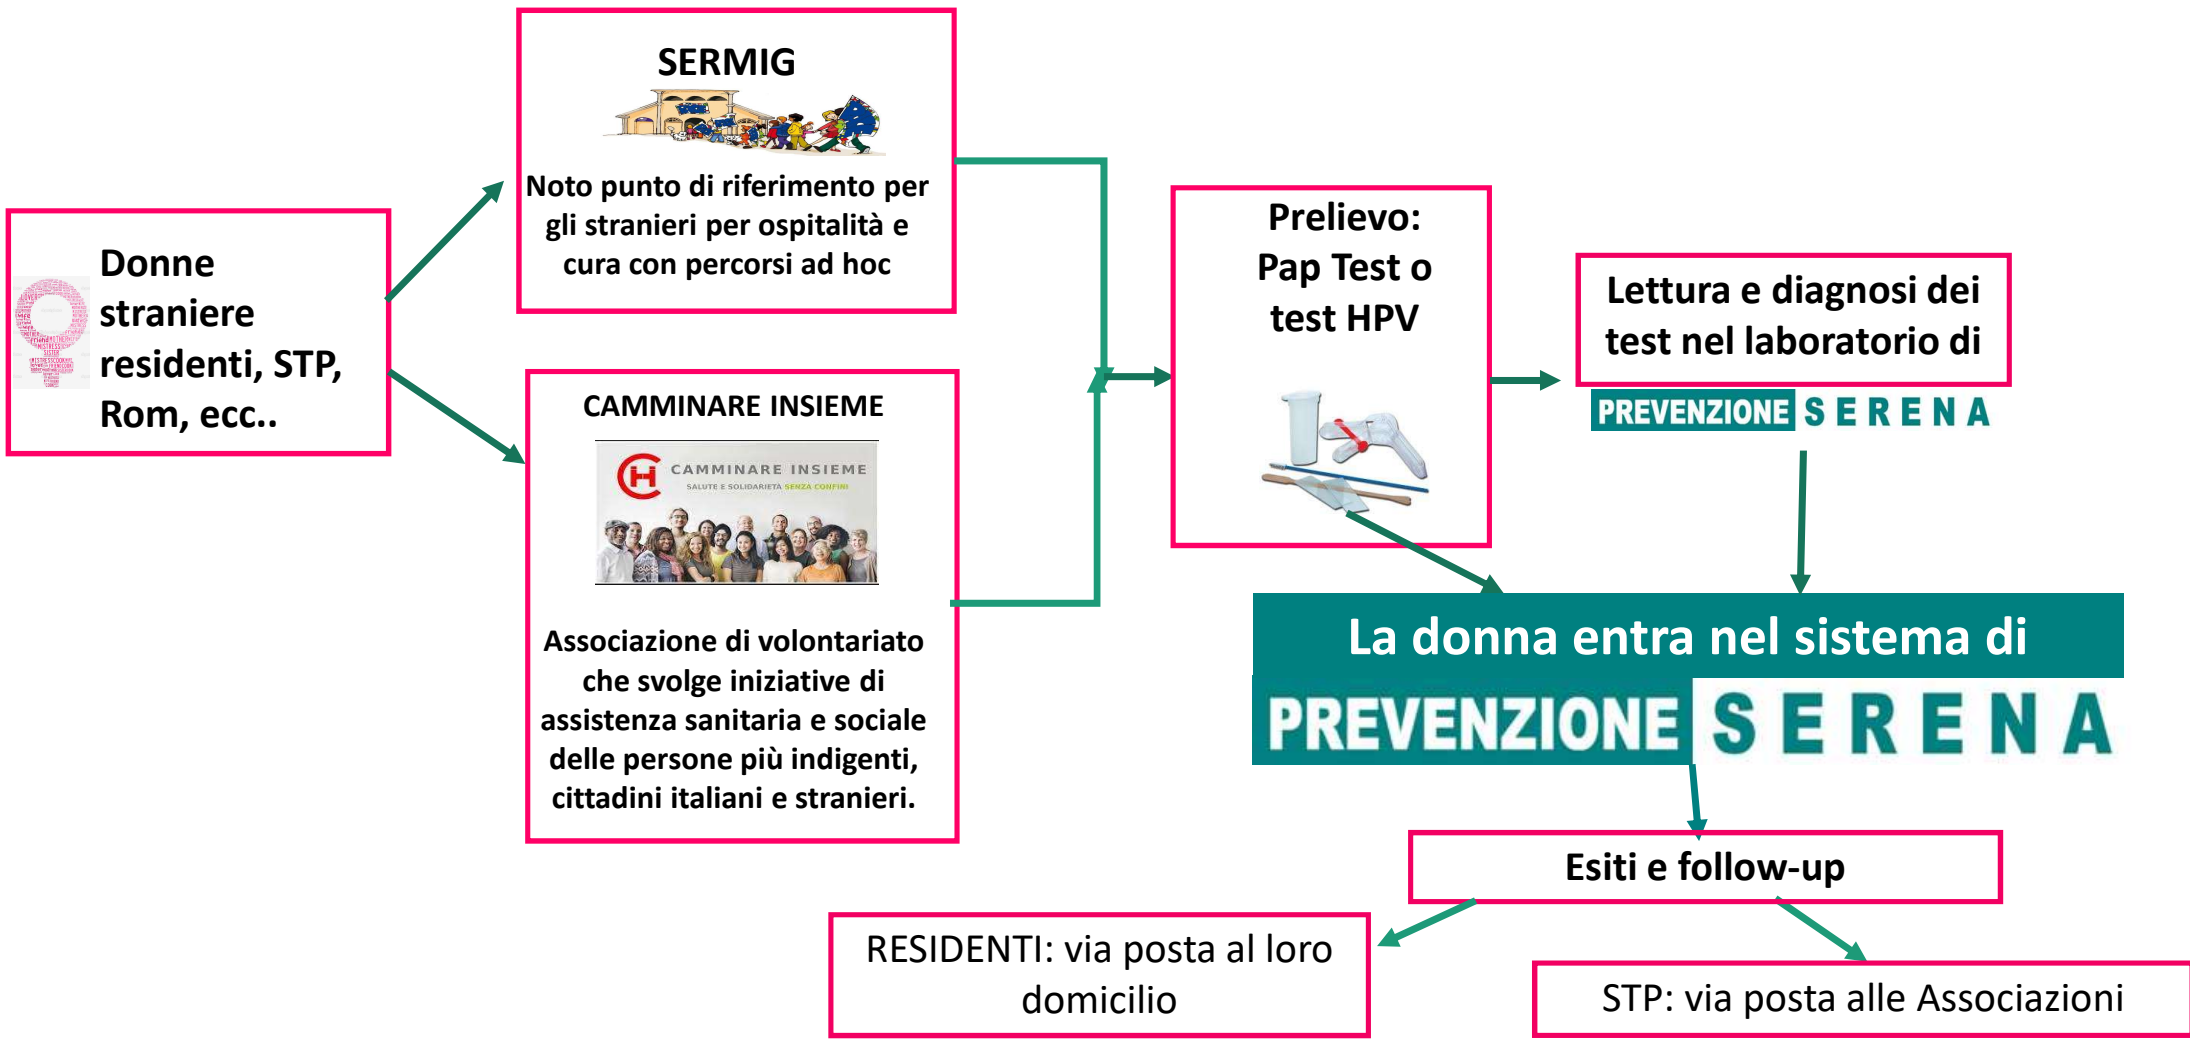 Donne
straniere
residenti, STP,
Rom, ecc..
SERMIG
Noto punto di riferimento per
gli stranieri per ospitalità e
cura con percorsi ad hoc
CAMMINARE INSIEME
CAMMINARE INSIEME
SALUTE E SOLIDARIETÀ SENZA CONFINI
Associazione di volontariato
che svolge iniziative di
assistenza sanitaria e sociale
delle persone più indigenti,
cittadini italiani e stranieri.
Prelievo:
Pap Test o
test HPV
Lettura e diagnosi dei
test nel laboratorio di
PREVENZIONE SERENA
La donna entra nel sistema di
PREVENZIONE SERENA
Esiti e follow-up
RESIDENTI: via posta al loro
domicilio
STP: via posta alle Associazioni